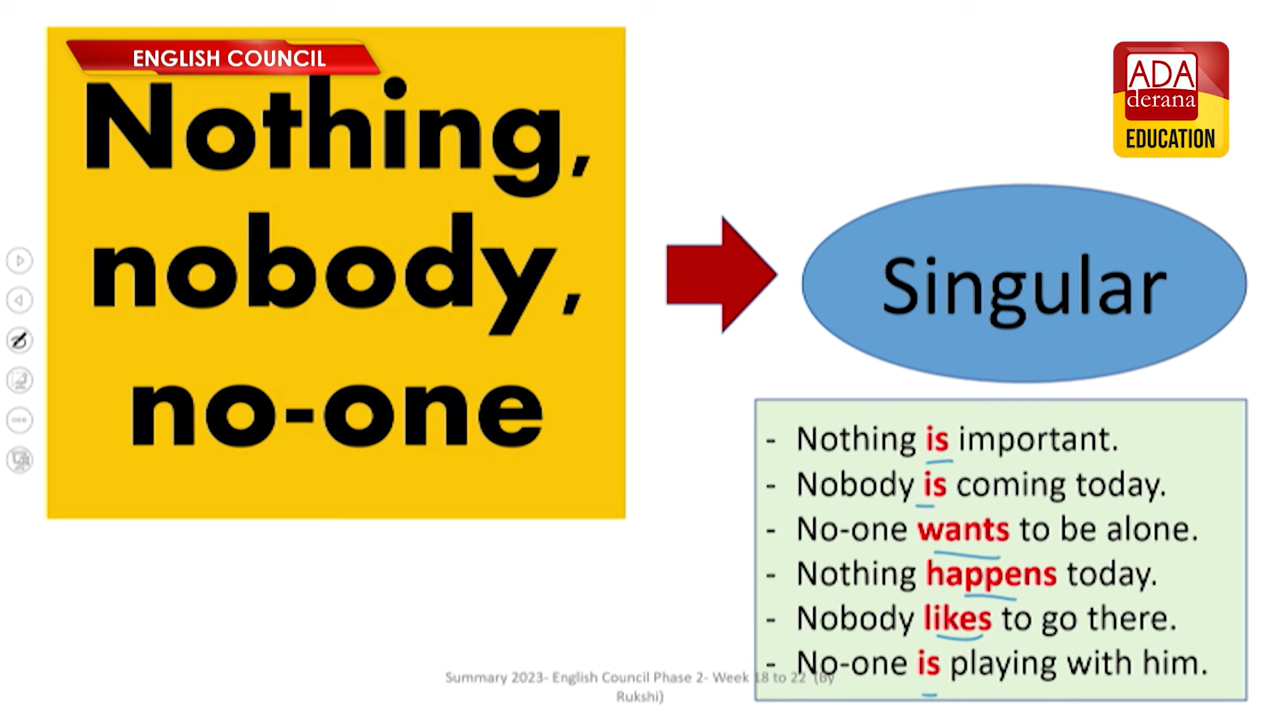 ENGLISH COUNCIL
Nothing,
nobody,
no-one
ADA
derana
EDUCATION
Singular
- Nothing is important.
- Nobody is coming today.
- No-one wants to be alone.
- Nothing happens today.
- Nobody likes to go there.
- No-one is playing with him.
Summary 2023- English Council Phase 2- Week 18 to 22 (By
Rukshi)